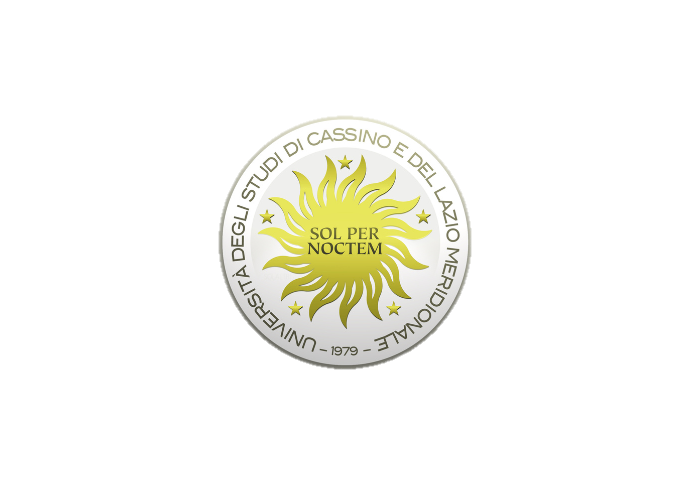 UNIVERSITÀ DEGLI STUDI DI CASSINO E DEL LAZIO MERIDIONALE
SOL PER
NOCTEM
– 1979 –